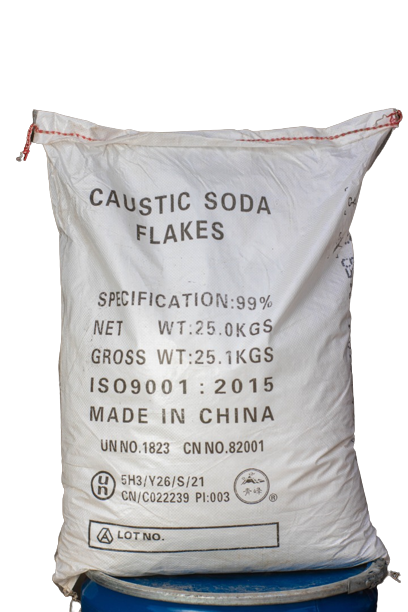 CAUSTIC SODA
FLAKES
SPECIFICATION:99%
NET WT:25.0KGS
GROSS WT:25.1KGS
ISO9001:2015
MADE IN CHINA
UN NO.1823 CN NO.82001
5H3/Y26/S/21
CN/C022239 PI:003
®
LOT NO.